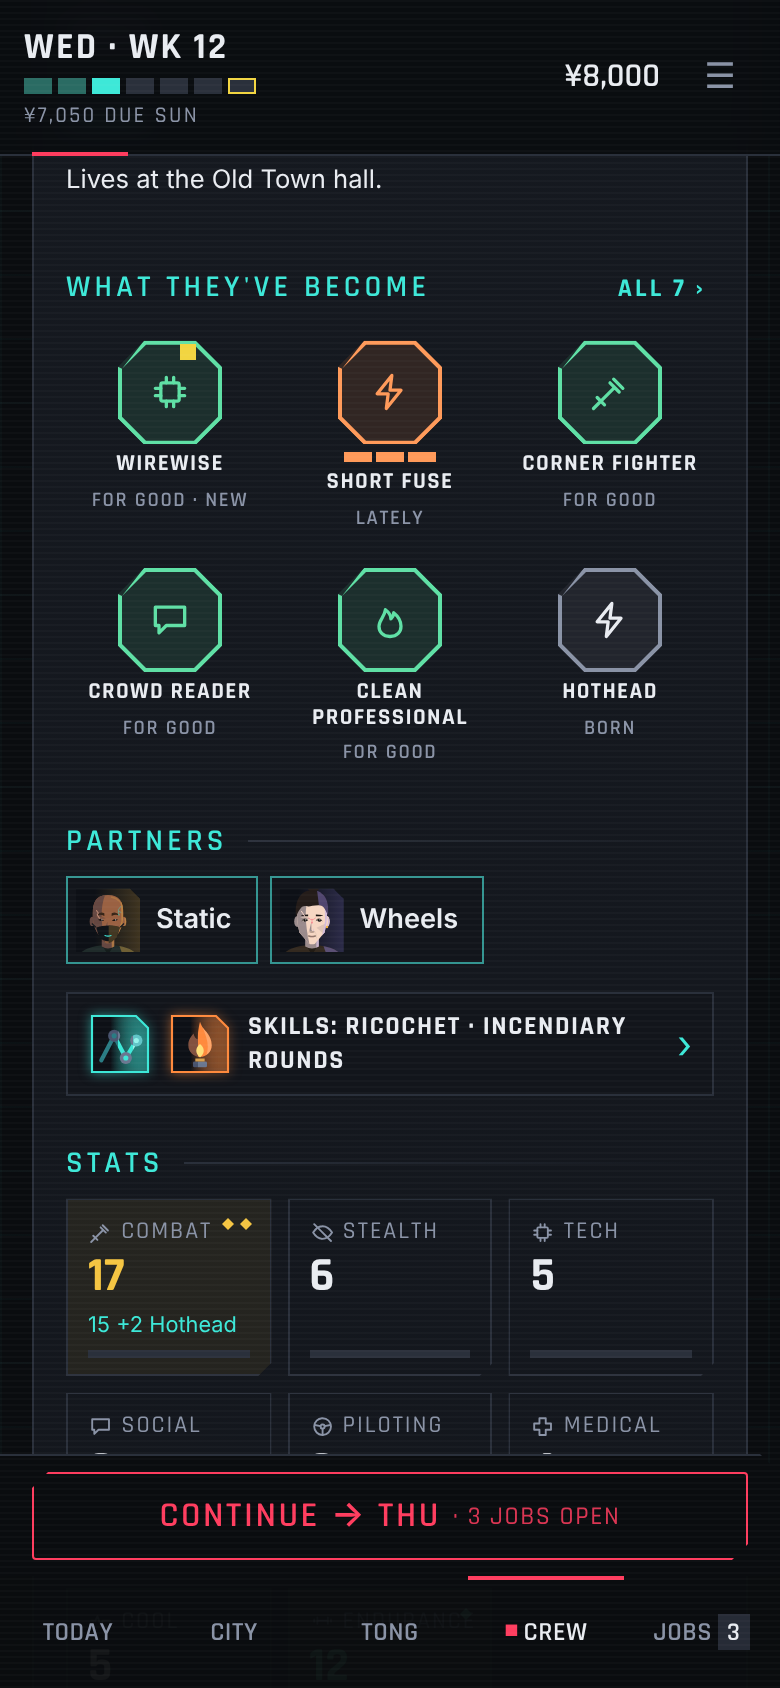 WED · WK 12
¥7,050 DUE SUN
¥8,000
Lives at the Old Town hall.
WHAT THEY'VE BECOME
ALL 7 ›
WIREWISE
FOR GOOD · NEW
SHORT FUSE
LATELY
CORNER FIGHTER
FOR GOOD
CROWD READER
FOR GOOD
CLEAN
PROFESSIONAL
FOR GOOD
HOTHEAD
BORN
PARTNERS
Static
Wheels
SKILLS: RICOCHET · INCENDIARY
ROUNDS
STATS
COMBAT
17
15 +2 Hothead
STEALTH
6
TECH
5
SOCIAL
PILOTING
MEDICAL
CONTINUE → THU · 3 JOBS OPEN
TODAY
CITY
TONG
CREW
JOBS 3
5
12